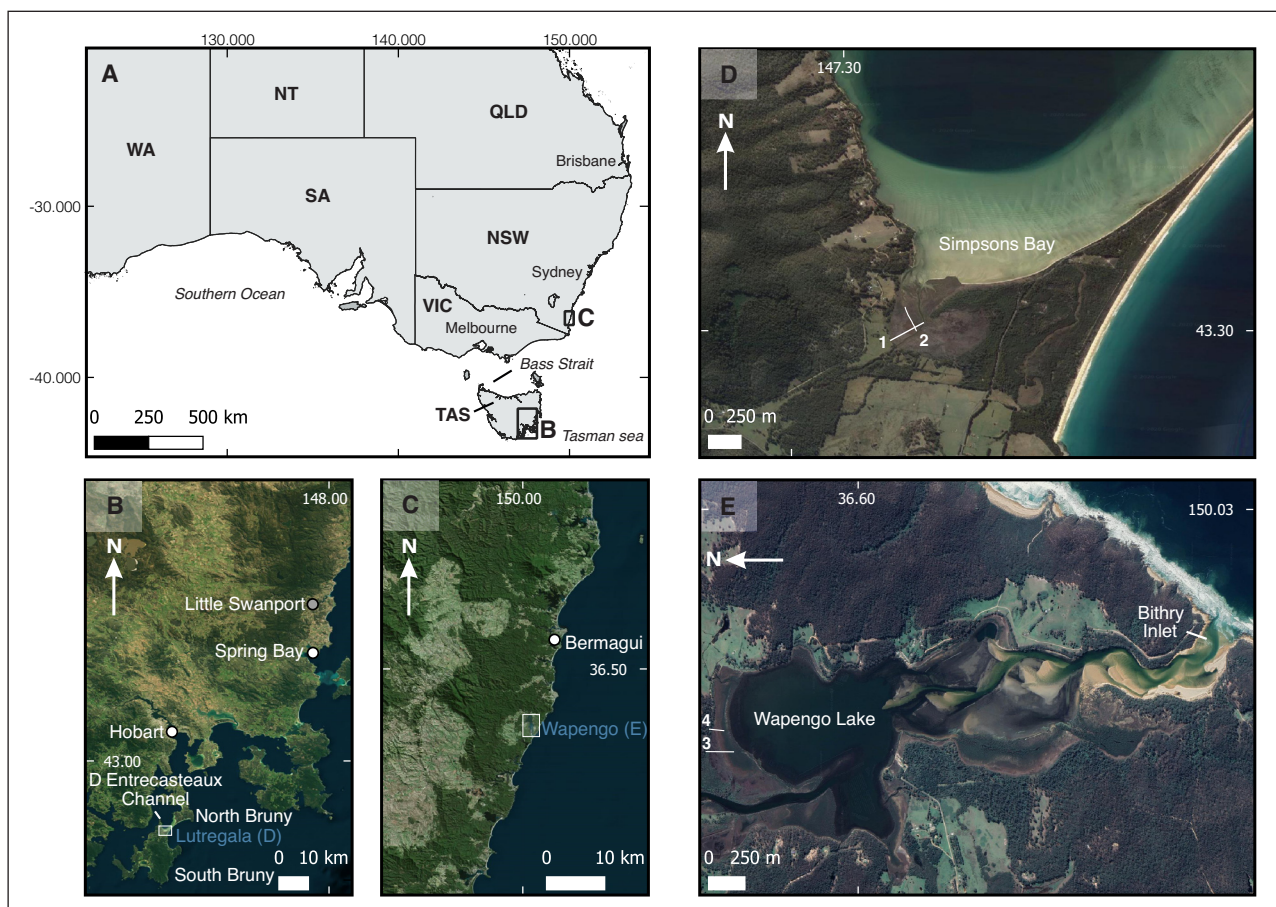 130.000
140.000
150.000
A
NT
QLD
WA
Brisbane
-30.000
SA
NSW
Sydney
Southern Ocean
VIC
C
Melbourne
Bass Strait
-40.000
TAS
0 250 500 km
B
Tasman sea
D
147.30
N
Simpsons Bay
1
2
43.30
0 250 m
B
148.00
N
Little Swanport
Spring Bay
Hobart
43.00
D Entrecasteaux
Channel
North Bruny
Lutregala (D)
South Bruny
0 10 km
C
150.00
N
Bermagui
36.50
Wapengo (E)
0 10 km
E
36.60
150.03
N
Bithry
Inlet
Wapengo Lake
4
3
0 250 m